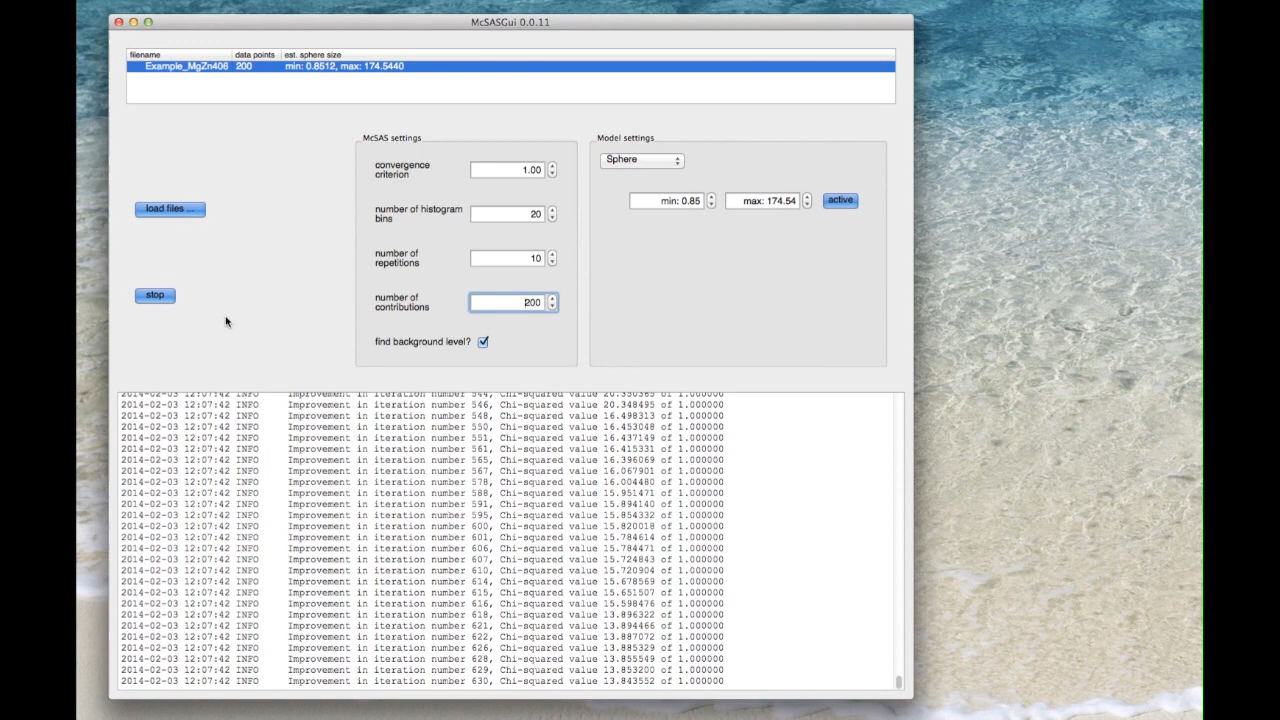 McSASGui 0.0.11
filename data points est. sphere size
Example_MgZn406 200 min: 0.8512, max: 174.5440
McSAS settings
Model settings
convergence
criterion
1.00
Sphere
min: 0.85
max: 174.54
active
load files ...
number of histogram
bins
20
number of
repetitions
10
stop
number of
contributions
200
find background level?
2014-02-03 12:07:42 INFO Improvement in iteration number 544, Chi-squared value 20.350365 of 1.000000
2014-02-03 12:07:42 INFO Improvement in iteration number 546, Chi-squared value 20.348495 of 1.000000
2014-02-03 12:07:42 INFO Improvement in iteration number 548, Chi-squared value 16.498313 of 1.000000
2014-02-03 12:07:42 INFO Improvement in iteration number 550, Chi-squared value 16.453048 of 1.000000
2014-02-03 12:07:42 INFO Improvement in iteration number 551, Chi-squared value 16.437149 of 1.000000
2014-02-03 12:07:42 INFO Improvement in iteration number 561, Chi-squared value 16.415331 of 1.000000
2014-02-03 12:07:42 INFO Improvement in iteration number 565, Chi-squared value 16.396069 of 1.000000
2014-02-03 12:07:42 INFO Improvement in iteration number 567, Chi-squared value 16.067901 of 1.000000
2014-02-03 12:07:42 INFO Improvement in iteration number 578, Chi-squared value 16.004480 of 1.000000
2014-02-03 12:07:42 INFO Improvement in iteration number 588, Chi-squared value 15.951471 of 1.000000
2014-02-03 12:07:42 INFO Improvement in iteration number 591, Chi-squared value 15.894140 of 1.000000
2014-02-03 12:07:42 INFO Improvement in iteration number 595, Chi-squared value 15.854332 of 1.000000
2014-02-03 12:07:42 INFO Improvement in iteration number 600, Chi-squared value 15.820018 of 1.000000
2014-02-03 12:07:42 INFO Improvement in iteration number 601, Chi-squared value 15.784614 of 1.000000
2014-02-03 12:07:42 INFO Improvement in iteration number 606, Chi-squared value 15.784471 of 1.000000
2014-02-03 12:07:42 INFO Improvement in iteration number 607, Chi-squared value 15.724843 of 1.000000
2014-02-03 12:07:42 INFO Improvement in iteration number 610, Chi-squared value 15.720904 of 1.000000
2014-02-03 12:07:42 INFO Improvement in iteration number 614, Chi-squared value 15.678569 of 1.000000
2014-02-03 12:07:42 INFO Improvement in iteration number 615, Chi-squared value 15.651507 of 1.000000
2014-02-03 12:07:42 INFO Improvement in iteration number 616, Chi-squared value 15.598476 of 1.000000
2014-02-03 12:07:42 INFO Improvement in iteration number 618, Chi-squared value 13.896322 of 1.000000
2014-02-03 12:07:42 INFO Improvement in iteration number 621, Chi-squared value 13.894466 of 1.000000
2014-02-03 12:07:42 INFO Improvement in iteration number 622, Chi-squared value 13.887072 of 1.000000
2014-02-03 12:07:42 INFO Improvement in iteration number 626, Chi-squared value 13.885329 of 1.000000
2014-02-03 12:07:42 INFO Improvement in iteration number 628, Chi-squared value 13.855549 of 1.000000
2014-02-03 12:07:42 INFO Improvement in iteration number 629, Chi-squared value 13.853200 of 1.000000
2014-02-03 12:07:42 INFO Improvement in iteration number 630, Chi-squared value 13.843552 of 1.000000